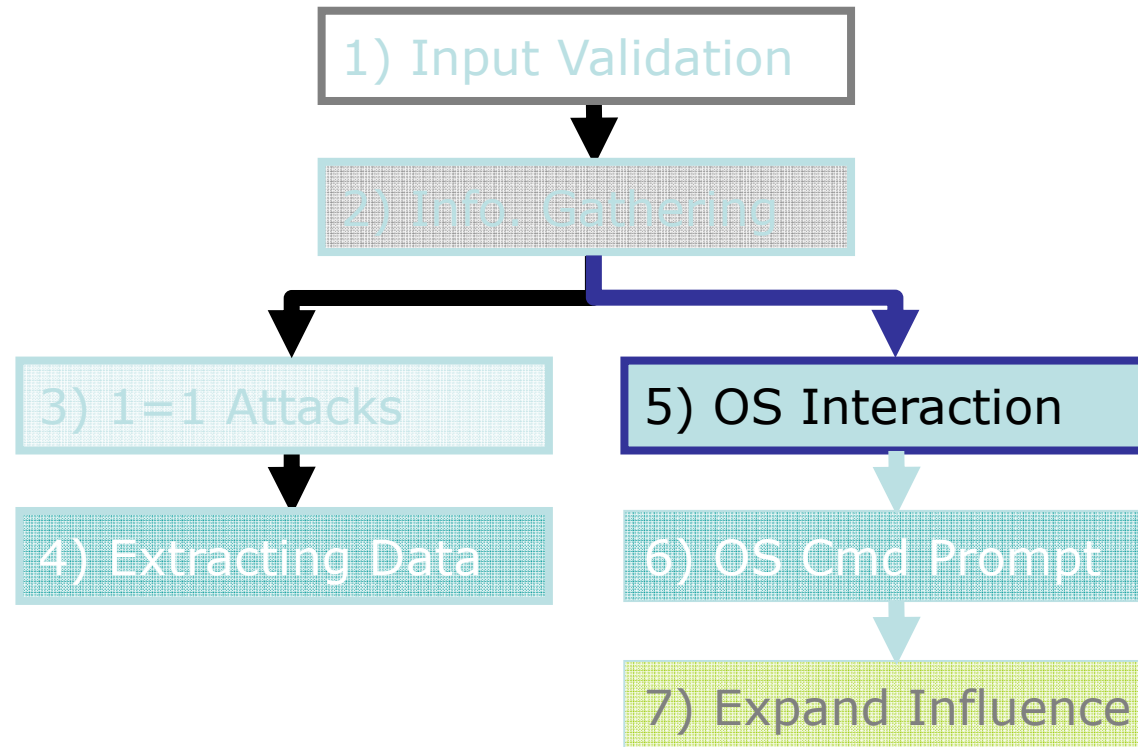 1) Input Validation
2) Info. Gathering
3) 1=1 Attacks
5) OS Interaction
4) Extracting Data
6) OS Cmd Prompt
7) Expand Influence